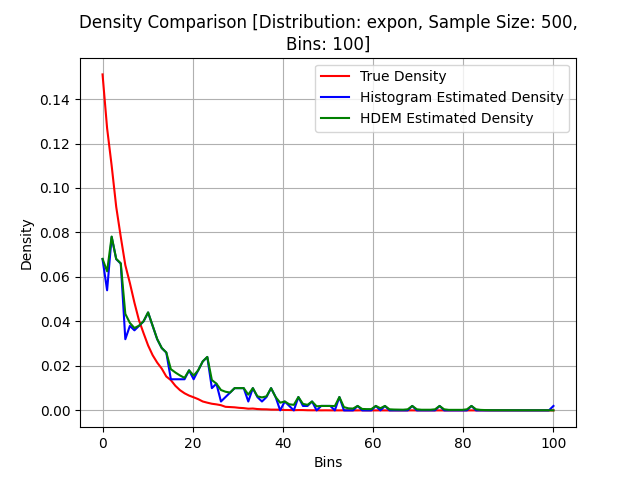 Density Comparison [Distribution: expon, Sample Size: 500,
Bins: 100]
True Density
Histogram Estimated Density
HDEM Estimated Density
Density
0.14
0.12
0.10
0.08
0.06
0.04
0.02
0.00
0 20 40 60 80 100
Bins